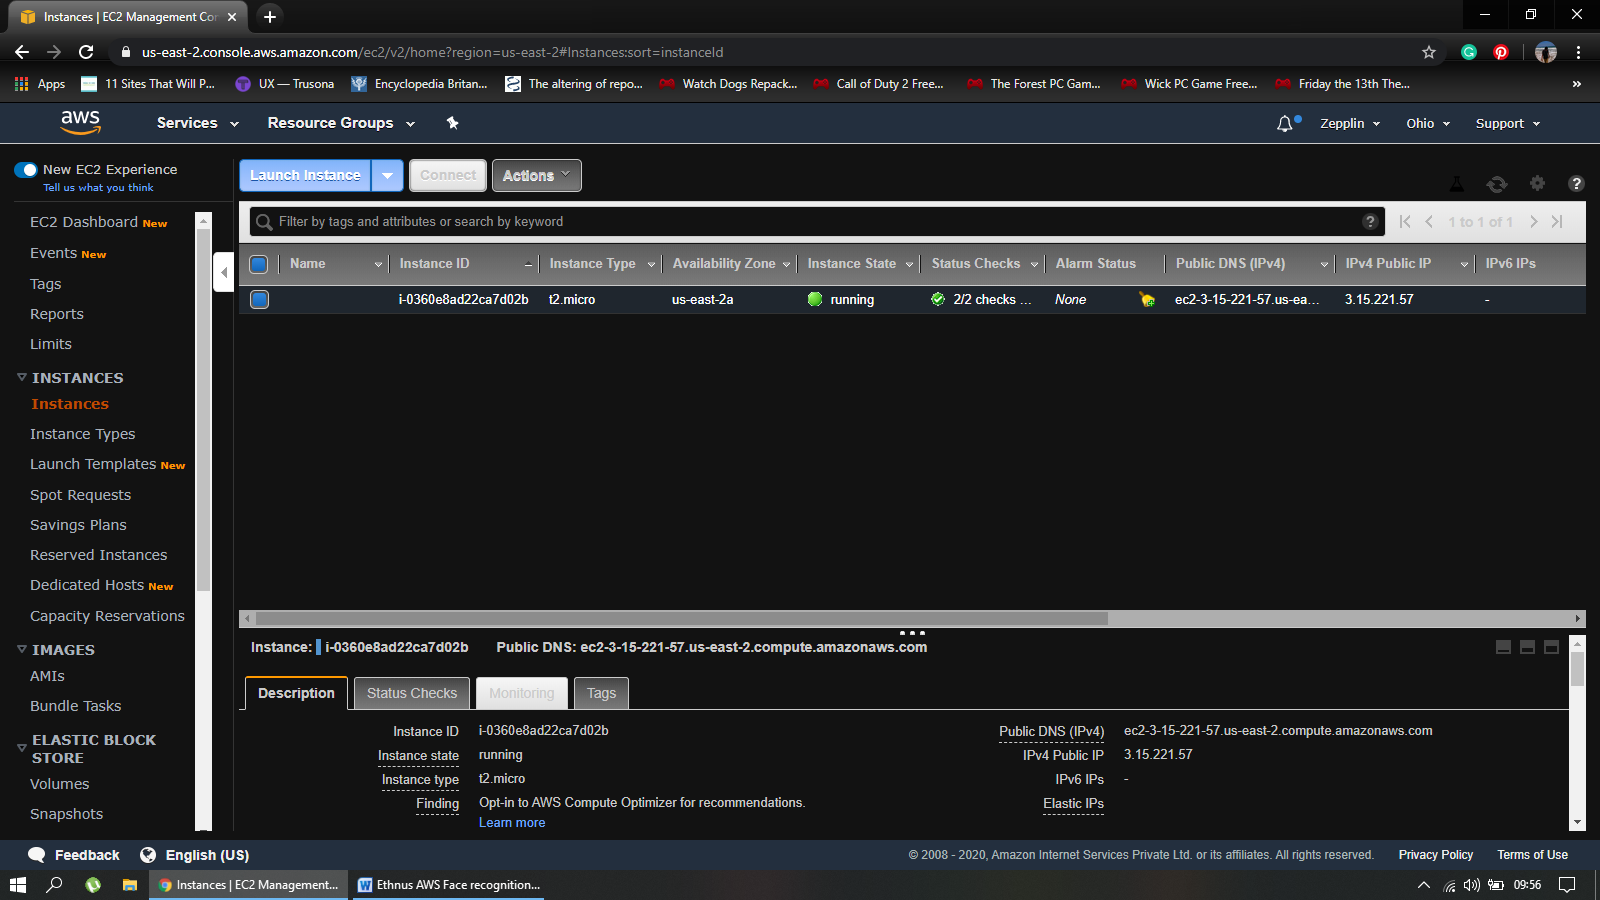 Instances | EC2 Management Con
us-east-2.console.aws.amazon.com/ec2/v2/home?region=us-east-2#Instances:sort=instanceId
Apps
11 Sites That Will P...
UX — Trusona
Encyclopedia Britan...
The altering of repo...
Watch Dogs Repack...
Call of Duty 2 Free...
The Forest PC Gam...
Wick PC Game Free...
Friday the 13th The...
aws
Services
Resource Groups
Zepplin
Ohio
Support
New EC2 Experience
Tell us what you think
EC2 Dashboard New
Events New
Tags
Reports
Limits
INSTANCES
Instances
Instance Types
Launch Templates New
Spot Requests
Savings Plans
Reserved Instances
Dedicated Hosts New
Capacity Reservations
IMAGES
AMIs
Bundle Tasks
ELASTIC BLOCK
STORE
Volumes
Snapshots
Launch Instance
Connect
Actions
Filter by tags and attributes or search by keyword
1 to 1 of 1
Name
Instance ID
Instance Type
Availability Zone
Instance State
Status Checks
Alarm Status
Public DNS (IPv4)
IPv4 Public IP
IPv6 IPs
i-0360e8ad22ca7d02b
t2.micro
us-east-2a
running
2/2 checks ...
None
ec2-3-15-221-57.us-ea...
3.15.221.57
-
Instance: i-0360e8ad22ca7d02b
Public DNS: ec2-3-15-221-57.us-east-2.compute.amazonaws.com
Description
Status Checks
Monitoring
Tags
Instance ID
i-0360e8ad22ca7d02b
Instance state
running
Instance type
t2.micro
Finding
Opt-in to AWS Compute Optimizer for recommendations.
Learn more
Public DNS (IPv4)
ec2-3-15-221-57.us-east-2.compute.amazonaws.com
IPv4 Public IP
3.15.221.57
IPv6 IPs
-
Elastic IPs
Feedback
English (US)
© 2008 - 2020, Amazon Internet Services Private Ltd. or its affiliates. All rights reserved.
Privacy Policy
Terms of Use
Instances | EC2 Management...
Ethnus AWS Face recognition...
09:56